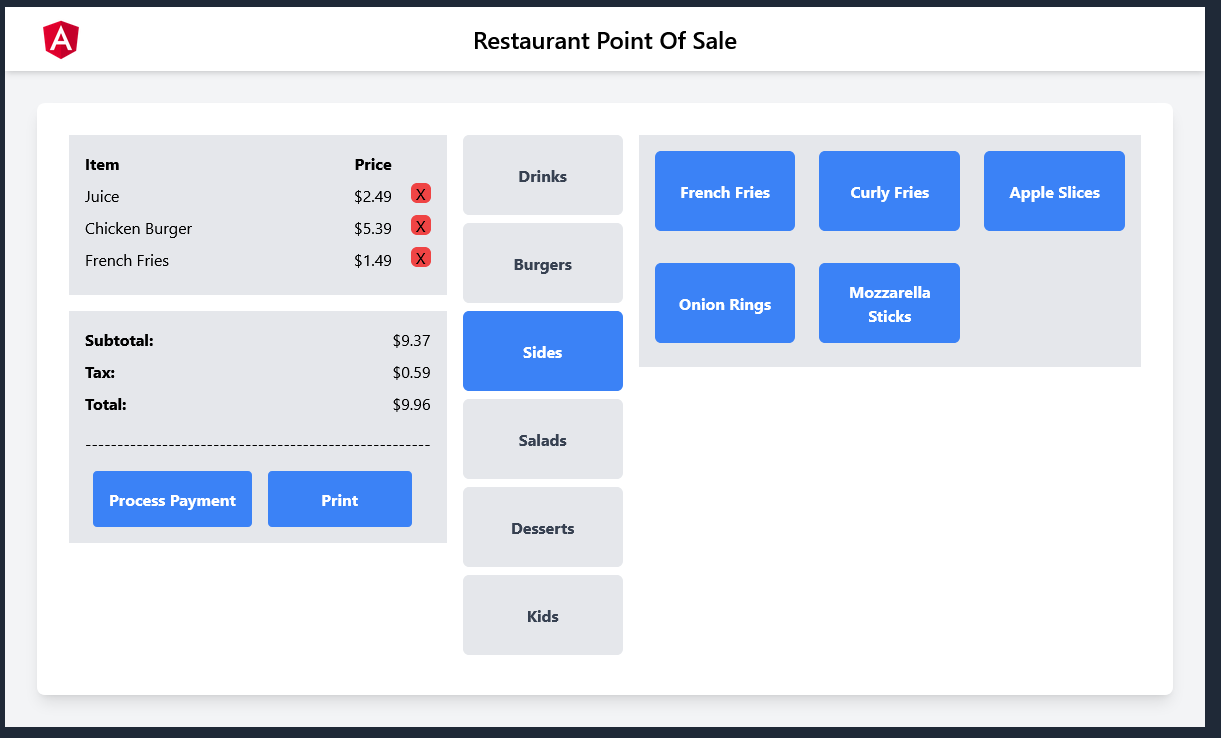 Restaurant Point Of Sale
Item Price
Juice $2.49 X
Chicken Burger $5.39 X
French Fries $1.49 X
Subtotal: $9.37
Tax: $0.59
Total: $9.96
------------------------------------------------------
Process Payment Print
Drinks
Burgers
Sides
Salads
Desserts
Kids
French Fries Curly Fries Apple Slices
Onion Rings Mozzarella
Sticks